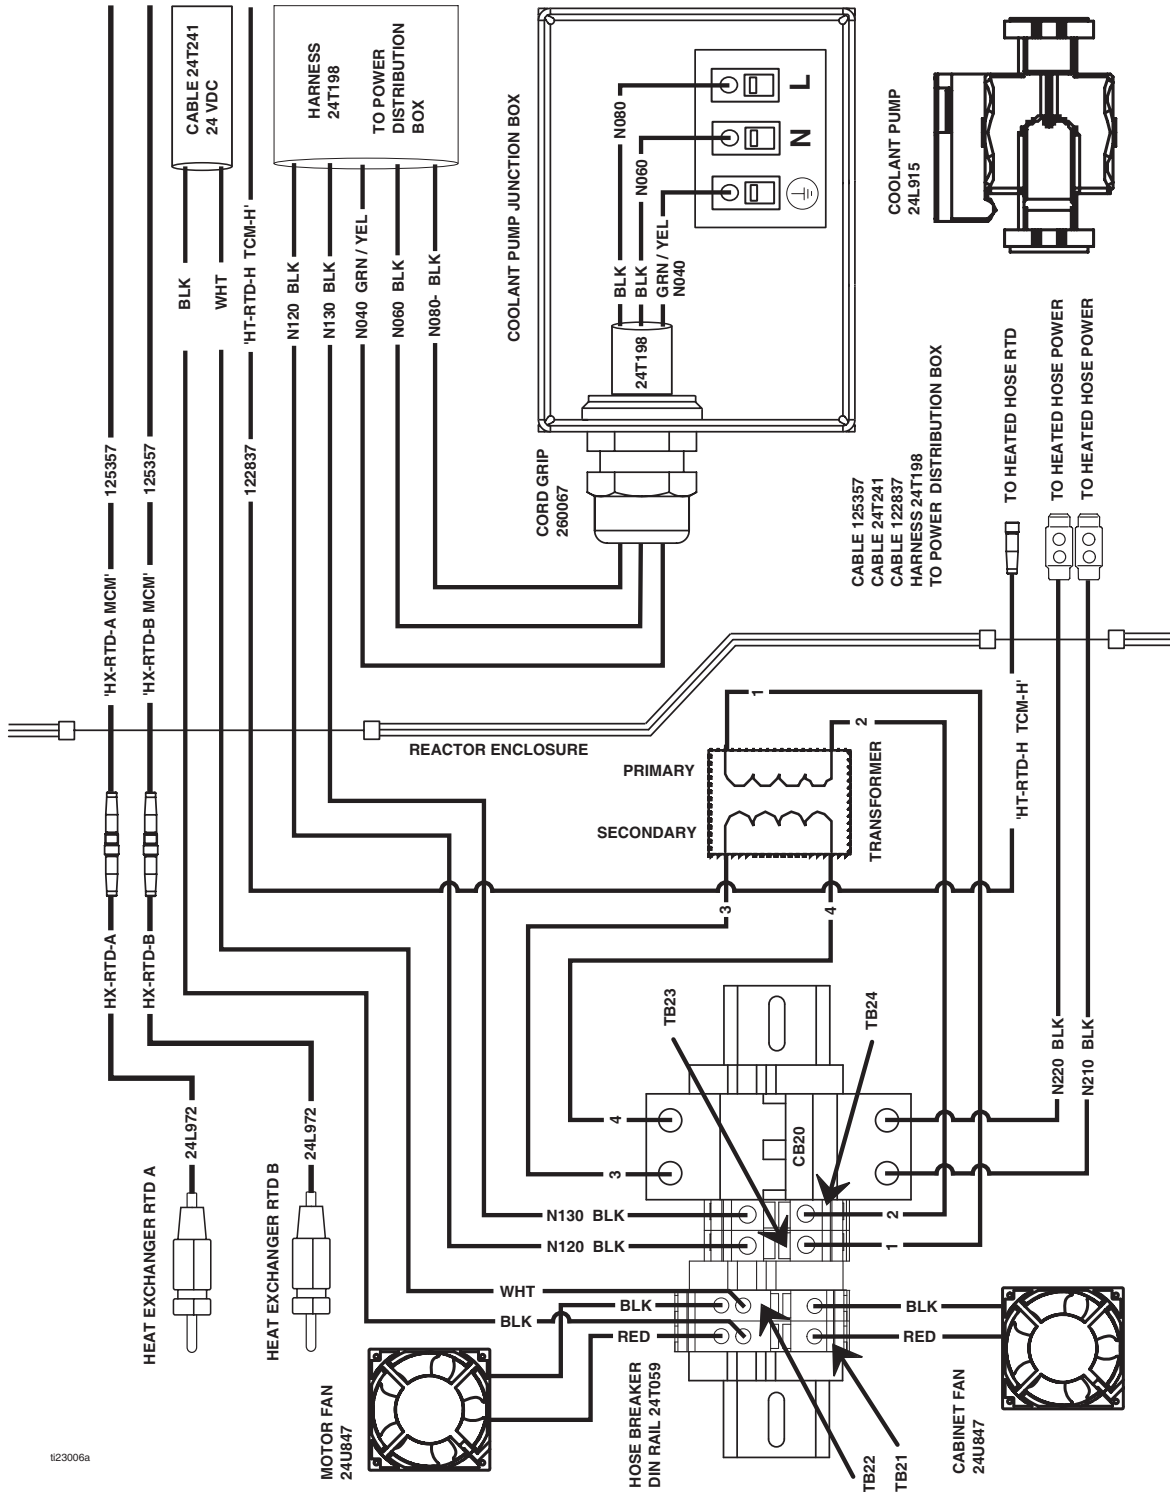 CABLE 24T241
24 VDC
HARNESS
24T198
TO POWER
DISTRIBUTION
BOX
BLK
WHT
'HT-RTD-H TCM-H'
N120 BLK
N130 BLK
N040 GRN / YEL
N060 BLK
N080- BLK
125357
125357
122837
'HX-RTD-A MCM'
'HX-RTD-B MCM'
COOLANT PUMP JUNCTION BOX
N080
N060
BLK
BLK
GRN / YEL
N040
L
N
24T198
CORD GRIP
260067
COOLANT PUMP
24L915
CABLE 125357
CABLE 24T241
CABLE 122837
HARNESS 24T198
TO POWER DISTRIBUTION BOX
TO HEATED HOSE RTD
TO HEATED HOSE POWER
TO HEATED HOSE POWER
REACTOR ENCLOSURE
PRIMARY
SECONDARY
TRANSFORMER
1
2
3
4
'HT-RTD-H TCM-H'
HX-RTD-A
HX-RTD-B
24L972
24L972
HEAT EXCHANGER RTD A
HEAT EXCHANGER RTD B
TB23
TB24
N220 BLK
N210 BLK
4
3
CB20
N130 BLK
N120 BLK
2
1
WHT
BLK
BLK
RED
BLK
RED
MOTOR FAN
24U847
HOSE BREAKER
DIN RAIL 24T059
TB22
TB21
CABINET FAN
24U847
ti23006a